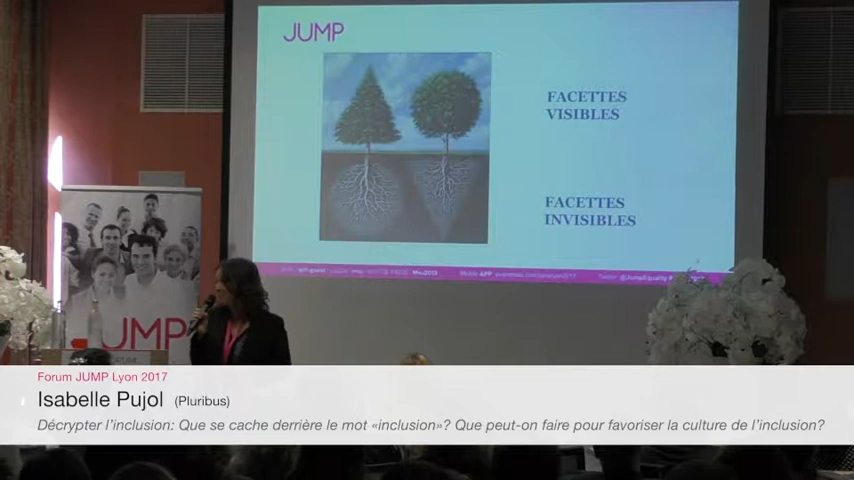 JUMP
FACETTES
VISIBLES
FACETTES
INVISIBLES
JUMP
FORUM
Forum JUMP Lyon 2017
Isabelle Pujol (Pluribus)
Décrypter l'inclusion: Que se cache derrière le mot «inclusion»? Que peut-on faire pour favoriser la culture de l'inclusion?